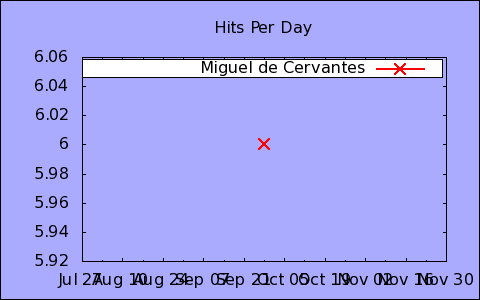 Hits Per Day
6.06
Miguel de Cervantes
6.04
6.02
6
5.98
5.96
5.94
5.92
Jul 27 Aug 10 Aug 24 Sep 07 Sep 21 Oct 05 Oct 19 Nov 02 Nov 16 Nov 30